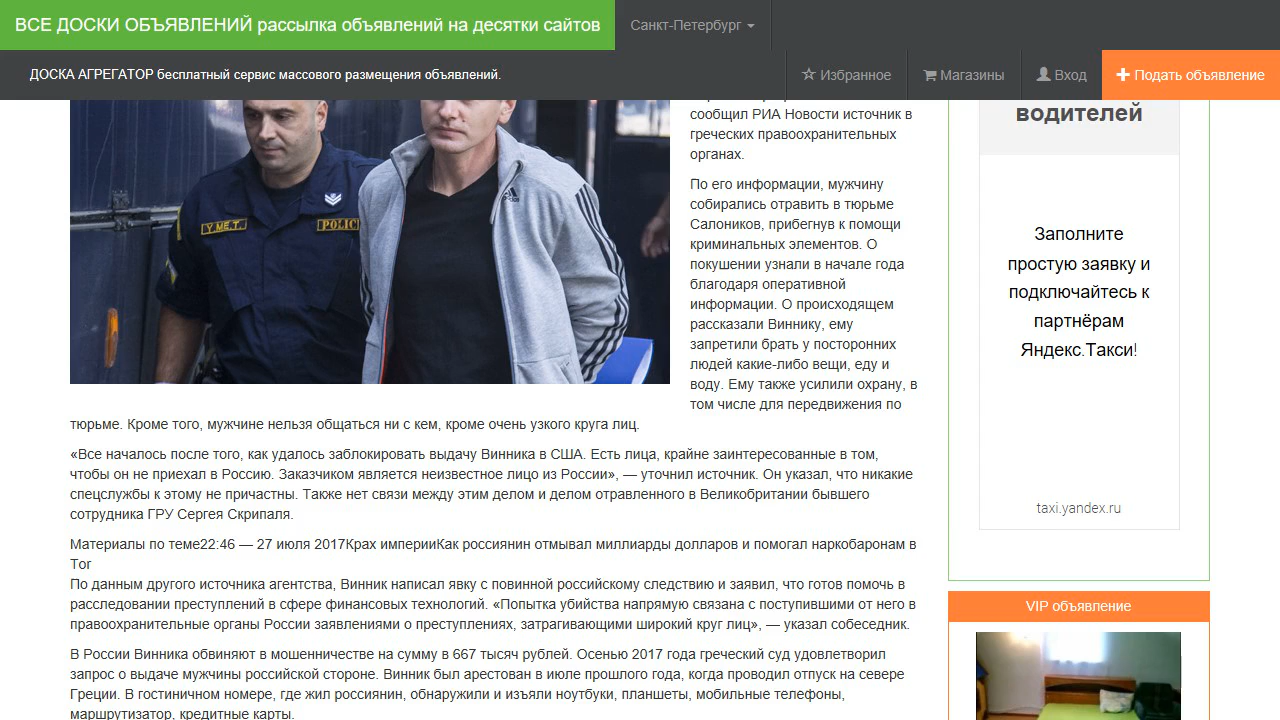 ВСЕ ДОСКИ ОБЪЯВЛЕНИЙ рассылка объявлений на десятки сайтов
Санкт-Петербург
ДОСКА АГРЕГАТОР бесплатный сервис массового размещения объявлений.
Избранное
Магазины
Вход
Подать объявление
Y.ME.T.
POLIC
adidas
сообщил РИА Новости источник в
греческих правоохранительных
органах.
По его информации, мужчину
собирались отравить в тюрьме
Салоников, прибегнув к помощи
криминальных элементов. О
покушении узнали в начале года
благодаря оперативной
информации. О происходящем
рассказали Виннику, ему
запретили брать у посторонних
людей какие-либо вещи, еду и
воду. Ему также усилили охрану, в
том числе для передвижения по
тюрьме. Кроме того, мужчине нельзя общаться ни с кем, кроме очень узкого круга лиц.
«Все началось после того, как удалось заблокировать выдачу Винника в США. Есть лица, крайне заинтересованные в том,
чтобы он не приехал в Россию. Заказчиком является неизвестное лицо из России», — уточнил источник. Он указал, что никакие
спецслужбы к этому не причастны. Также нет связи между этим делом и делом отравленного в Великобритании бывшего
сотрудника ГРУ Сергея Скрипаля.
Материалы по теме22:46 — 27 июля 2017Крах империиКак россиянин отмывал миллиарды долларов и помогал наркобаронам в
Tor
По данным другого источника агентства, Винник написал явку с повинной российскому следствию и заявил, что готов помочь в
расследовании преступлений в сфере финансовых технологий. «Попытка убийства напрямую связана с поступившими от него в
правоохранительные органы России заявлениями о преступлениях, затрагивающими широкий круг лиц», — указал собеседник.
В России Винника обвиняют в мошенничестве на сумму в 667 тысяч рублей. Осенью 2017 года греческий суд удовлетворил
запрос о выдаче мужчины российской стороне. Винник был арестован в июле прошлого года, когда проводил отпуск на севере
Греции. В гостиничном номере, где жил россиянин, обнаружили и изъяли ноутбуки, планшеты, мобильные телефоны,
маршрутизатор, кредитные карты.
водителей
Заполните
простую заявку и
подключайтесь к
партнёрам
Яндекс.Такси!
taxi.yandex.ru
VIP объявление